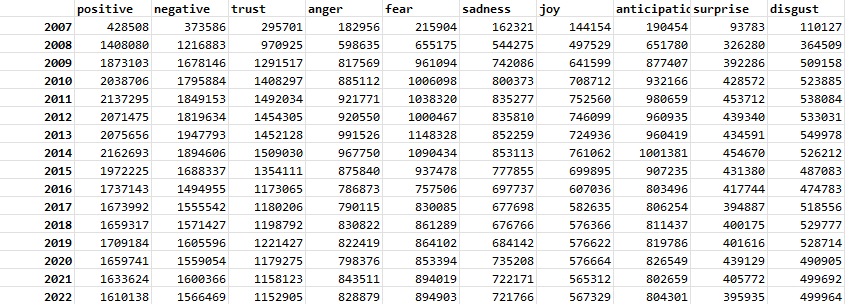 positive negative trust anger fear sadness joy anticipatic surprise disgust
2007 428508 373586 295701 182956 215904 162321 144154 190454 93783 110127
2008 1408080 1216883 970925 598635 655175 544275 497529 651780 326280 364509
2009 1873103 1678146 1291517 817569 961094 742086 641599 877407 392286 509158
2010 2038706 1795884 1408297 885112 1006098 800373 708712 932166 428572 523885
2011 2137295 1849153 1492034 921771 1038320 835277 752560 980659 453712 538084
2012 2071475 1819634 1454305 920550 1000467 835810 746099 960935 439340 533031
2013 2075656 1947793 1452128 991526 1148328 852259 724936 960419 434591 549978
2014 2162693 1894606 1509030 967750 1090434 853113 761062 1001381 454670 526212
2015 1972225 1688337 1354111 875840 937478 777855 699895 907235 431380 487083
2016 1737143 1494955 1173065 786873 757506 697737 607036 803496 417744 474783
2017 1673992 1555542 1180206 790115 830085 677698 582635 806254 394887 518556
2018 1659317 1571427 1198792 830822 861289 676766 576366 811437 400175 529777
2019 1709184 1605596 1221427 822419 864102 684142 576622 819786 401616 528714
2020 1659741 1559054 1179275 798376 853394 735208 576664 826549 439129 490905
2021 1633624 1600366 1158123 843511 894019 722171 565312 802659 405772 499692
2022 1610138 1566469 1152905 828879 894903 721766 567329 804301 399935 499964